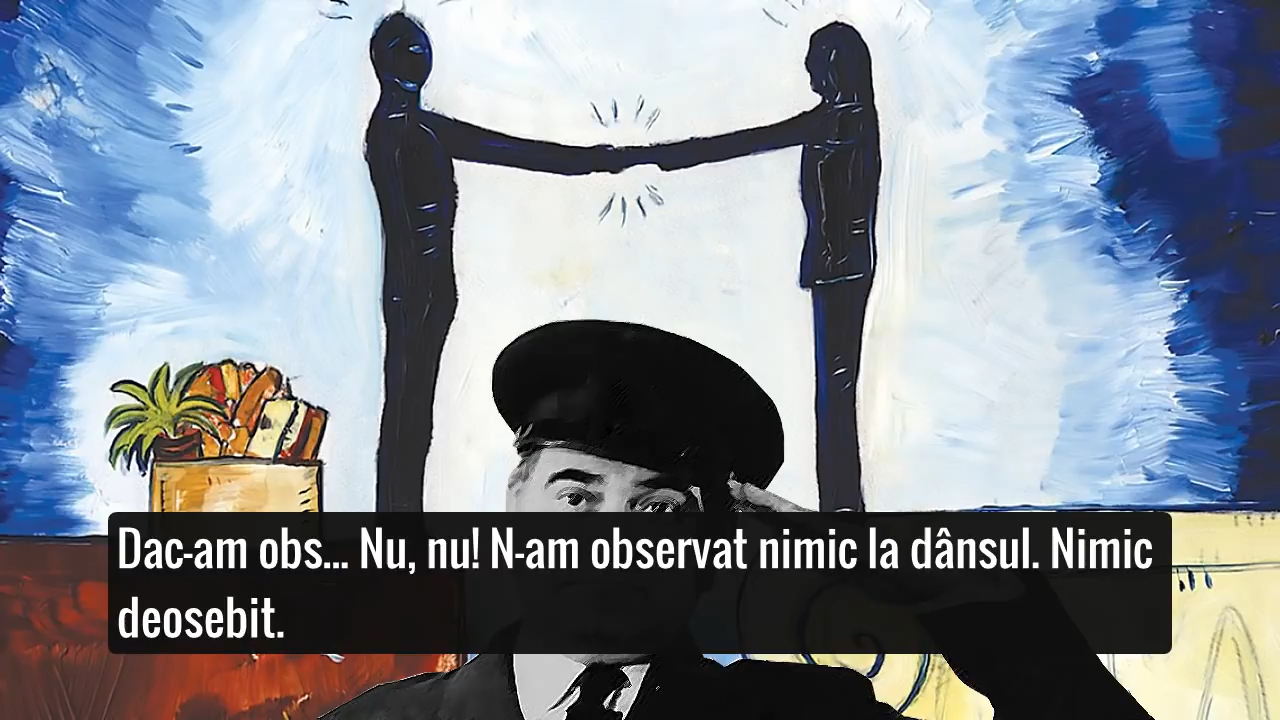 Dac-am obs... Nu, nu! N-am observat nimic la dânsul. Nimic
deosebit.